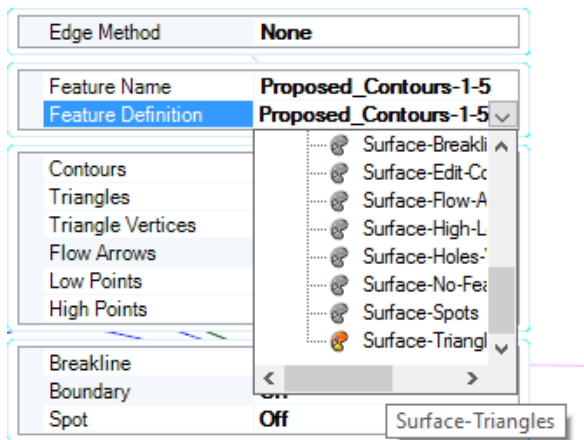 Edge Method None
Feature Name Proposed_Contours-1-5
Feature Definition Proposed_Contours-1-5
Surface-Breakli
Contours Surface-Edit-Co
Triangles Surface-Flow-A
Triangle Vertices Surface-High-L
Flow Arrows Surface-Holes-
Low Points Surface-No-Fea
High Points Surface-Spots
Surface-Triangl
Breakline
Boundary
Spot Off
Surface-Triangles